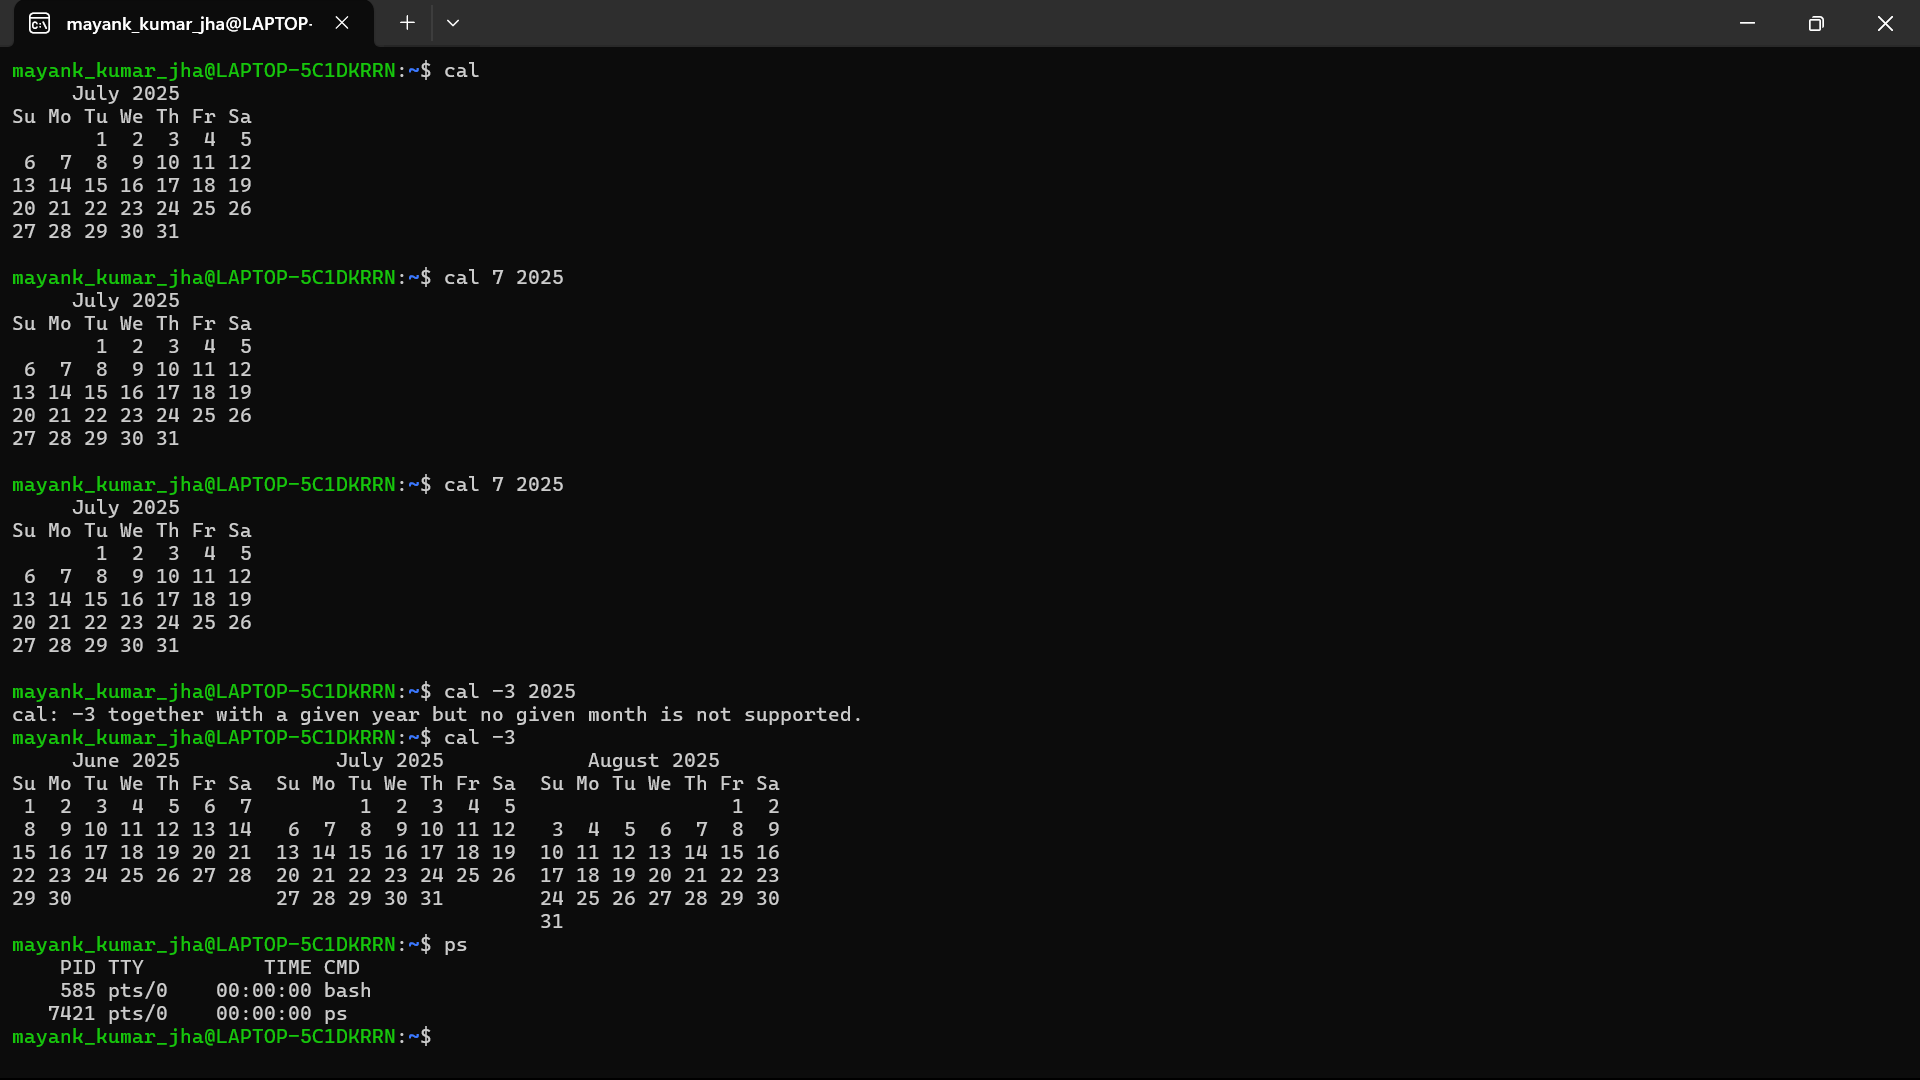 mayank_kumar_jha@LAPTOP-
mayank_kumar_jha@LAPTOP-5C1DKRRN:~$ cal
     July 2025
Su Mo Tu We Th Fr Sa
       1  2  3  4  5
 6  7  8  9 10 11 12
13 14 15 16 17 18 19
20 21 22 23 24 25 26
27 28 29 30 31
mayank_kumar_jha@LAPTOP-5C1DKRRN:~$ cal 7 2025
     July 2025
Su Mo Tu We Th Fr Sa
       1  2  3  4  5
 6  7  8  9 10 11 12
13 14 15 16 17 18 19
20 21 22 23 24 25 26
27 28 29 30 31
mayank_kumar_jha@LAPTOP-5C1DKRRN:~$ cal 7 2025
     July 2025
Su Mo Tu We Th Fr Sa
       1  2  3  4  5
 6  7  8  9 10 11 12
13 14 15 16 17 18 19
20 21 22 23 24 25 26
27 28 29 30 31
mayank_kumar_jha@LAPTOP-5C1DKRRN:~$ cal -3 2025
cal: -3 together with a given year but no given month is not supported.
mayank_kumar_jha@LAPTOP-5C1DKRRN:~$ cal -3
     June 2025             July 2025            August 2025
Su Mo Tu We Th Fr Sa  Su Mo Tu We Th Fr Sa  Su Mo Tu We Th Fr Sa
 1  2  3  4  5  6  7         1  2  3  4  5                  1  2
 8  9 10 11 12 13 14   6  7  8  9 10 11 12   3  4  5  6  7  8  9
15 16 17 18 19 20 21  13 14 15 16 17 18 19  10 11 12 13 14 15 16
22 23 24 25 26 27 28  20 21 22 23 24 25 26  17 18 19 20 21 22 23
29 30                 27 28 29 30 31        24 25 26 27 28 29 30
                                            31
mayank_kumar_jha@LAPTOP-5C1DKRRN:~$ ps
    PID TTY          TIME CMD
    585 pts/0    00:00:00 bash
   7421 pts/0    00:00:00 ps
mayank_kumar_jha@LAPTOP-5C1DKRRN:~$